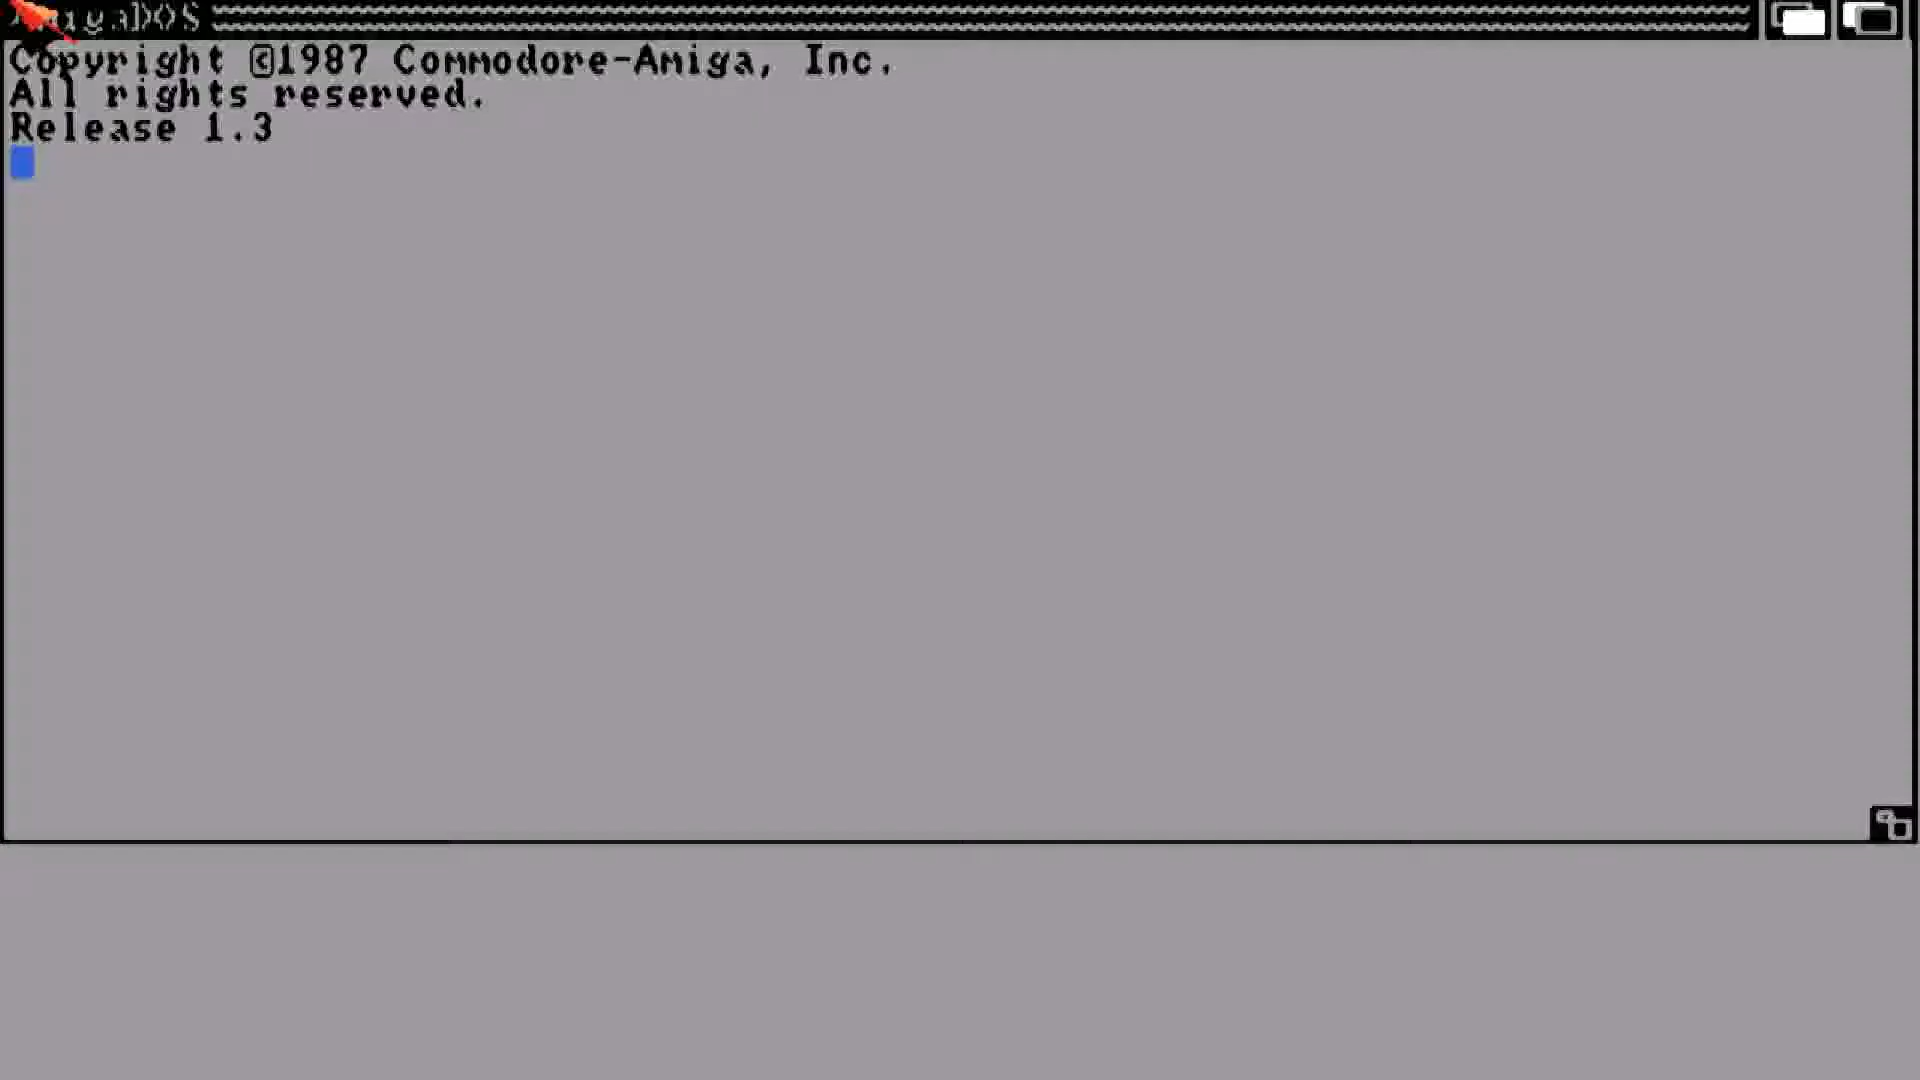 AmigaDOS
Copyright ©1987 Commodore-Amiga, Inc.
All rights reserved.
Release 1.3